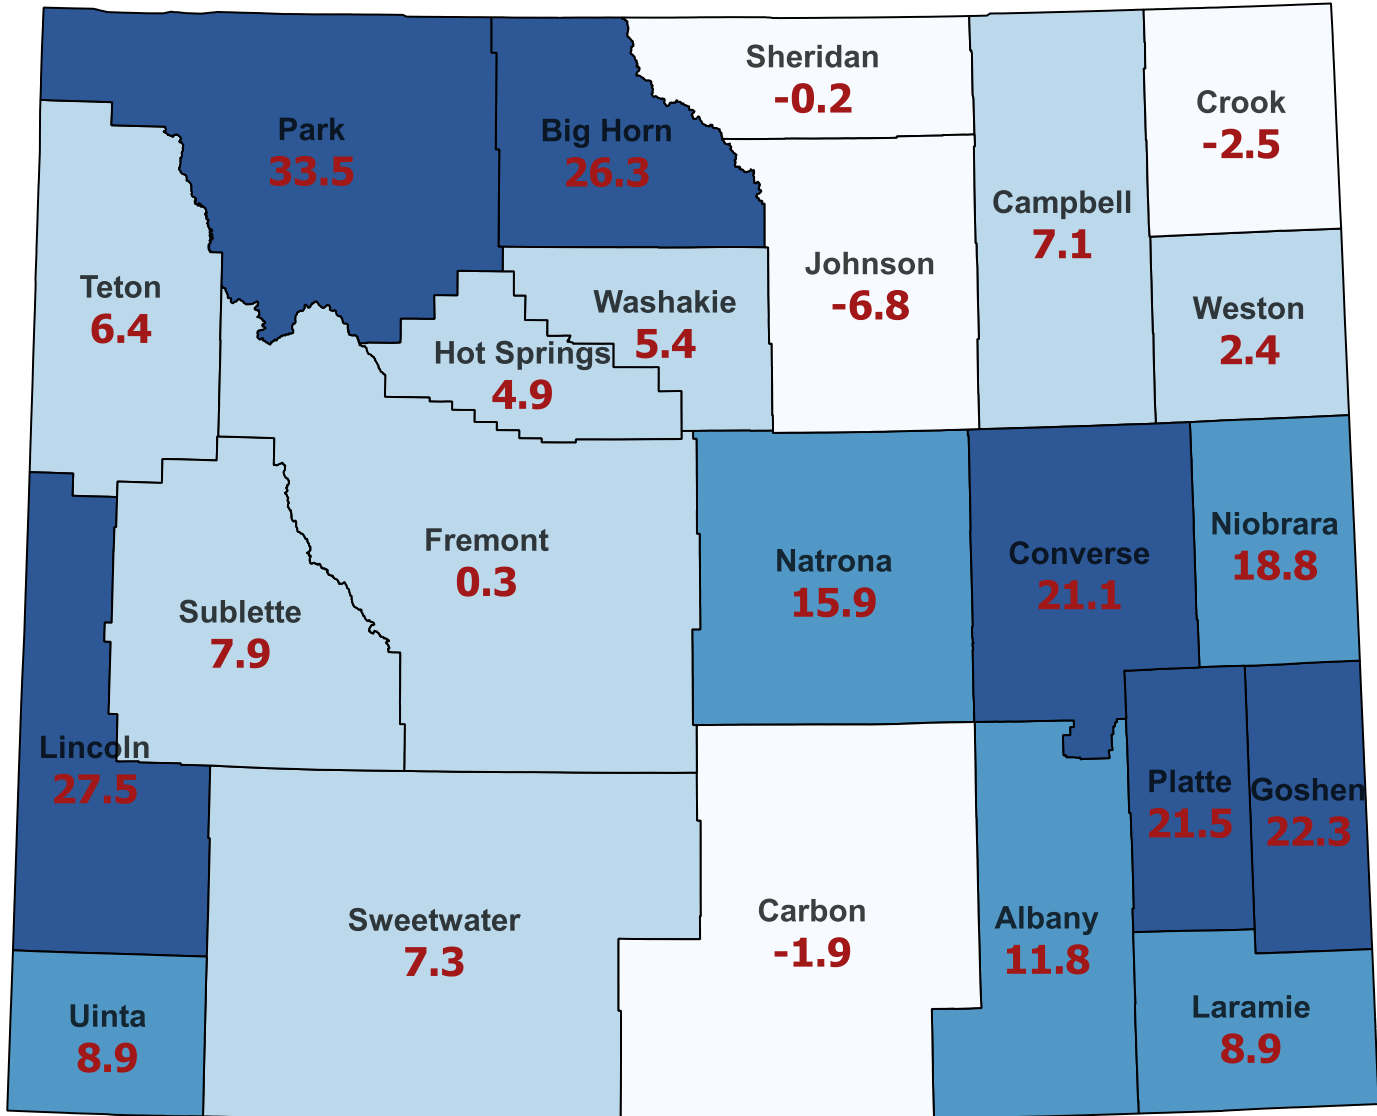 Sheridan
-0.2
Crook
-2.5
Park
33.5
Big Horn
26.3
Campbell
7.1
Johnson
-6.8
Teton
6.4
Washakie
5.4
Weston
2.4
Hot Springs
4.9
Niobrara
18.8
Fremont
0.3
Natrona
15.9
Converse
21.1
Sublette
7.9
Lincoln
27.5
Platte
21.5
Goshen
22.3
Sweetwater
7.3
Carbon
-1.9
Albany
11.8
Uinta
8.9
Laramie
8.9